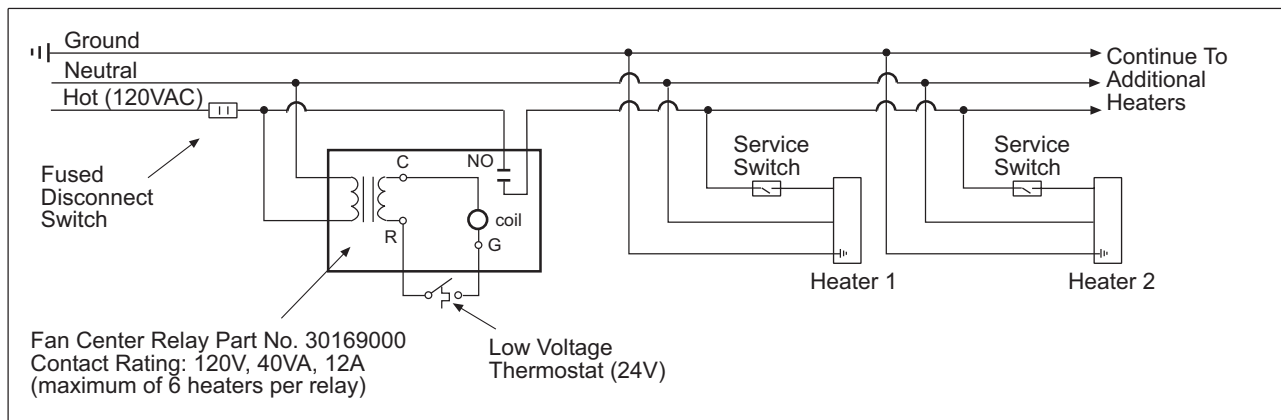 Ground
Neutral
Hot (120VAC)
Continue To
Additional
Heaters
Fused
Disconnect
Switch
C
NO
coil
R
G
Service
Switch
Service
Switch
Heater 1
Heater 2
Fan Center Relay Part No. 30169000
Contact Rating: 120V, 40VA, 12A
(maximum of 6 heaters per relay)
Low Voltage
Thermostat (24V)